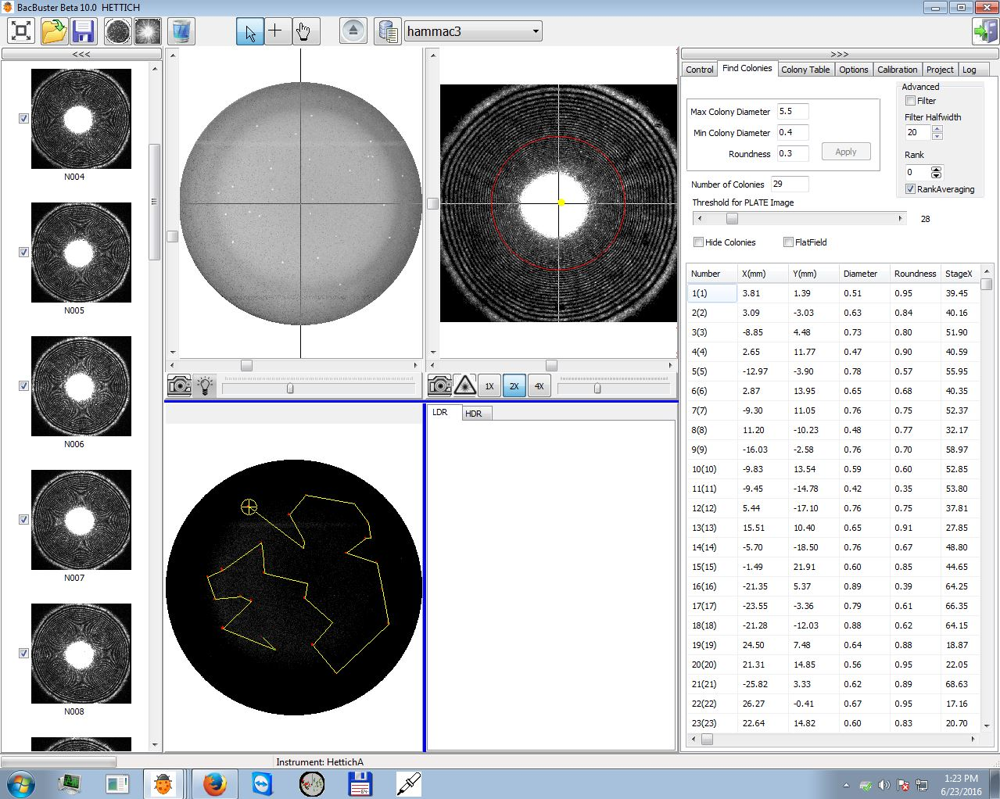 BacBuster Beta 10.0 HETTICH
hammac3
<<<
>>>
N004
N005
N006
N007
N008
1X
2X
4X
LDR
HDR
Control
Find Colonies
Colony Table
Options
Calibration
Project
Log
Max Colony Diameter 5.5
Min Colony Diameter 0.4
Roundness 0.3
Apply
Advanced
Filter
Filter Halfwidth
20
Rank
0
RankAveraging
Number of Colonies 29
Threshold for PLATE Image
28
Hide Colonies
FlatField
Number X(mm) Y(mm) Diameter Roundness StageX
1(1) 3.81 1.39 0.51 0.95 39.45
2(2) 3.09 -3.03 0.63 0.84 40.16
3(3) -8.85 4.48 0.73 0.80 51.90
4(4) 2.65 11.77 0.47 0.90 40.59
5(5) -12.97 -3.90 0.78 0.57 55.95
6(6) 2.87 13.95 0.65 0.68 40.35
7(7) -9.30 11.05 0.76 0.75 52.37
8(8) 11.20 -10.23 0.48 0.77 32.17
9(9) -16.03 -2.58 0.76 0.70 58.97
10(10) -9.83 13.54 0.59 0.60 52.85
11(11) -9.45 -14.78 0.42 0.35 53.80
12(12) 5.44 -17.10 0.76 0.75 37.81
13(13) 15.51 10.40 0.65 0.91 27.85
14(14) -5.70 -18.50 0.76 0.67 48.80
15(15) -1.49 21.91 0.60 0.85 44.65
16(16) -21.35 5.37 0.89 0.39 64.25
17(17) -23.55 -3.36 0.79 0.61 66.35
18(18) -21.28 -12.03 0.88 0.62 64.15
19(19) 24.50 7.48 0.64 0.88 18.87
20(20) 21.31 14.85 0.56 0.95 22.05
21(21) -25.82 3.33 0.62 0.89 68.63
22(22) 26.27 -0.41 0.67 0.95 17.16
23(23) 22.64 14.82 0.60 0.83 20.70
Instrument: HettichA
64
1:23 PM
6/23/2016